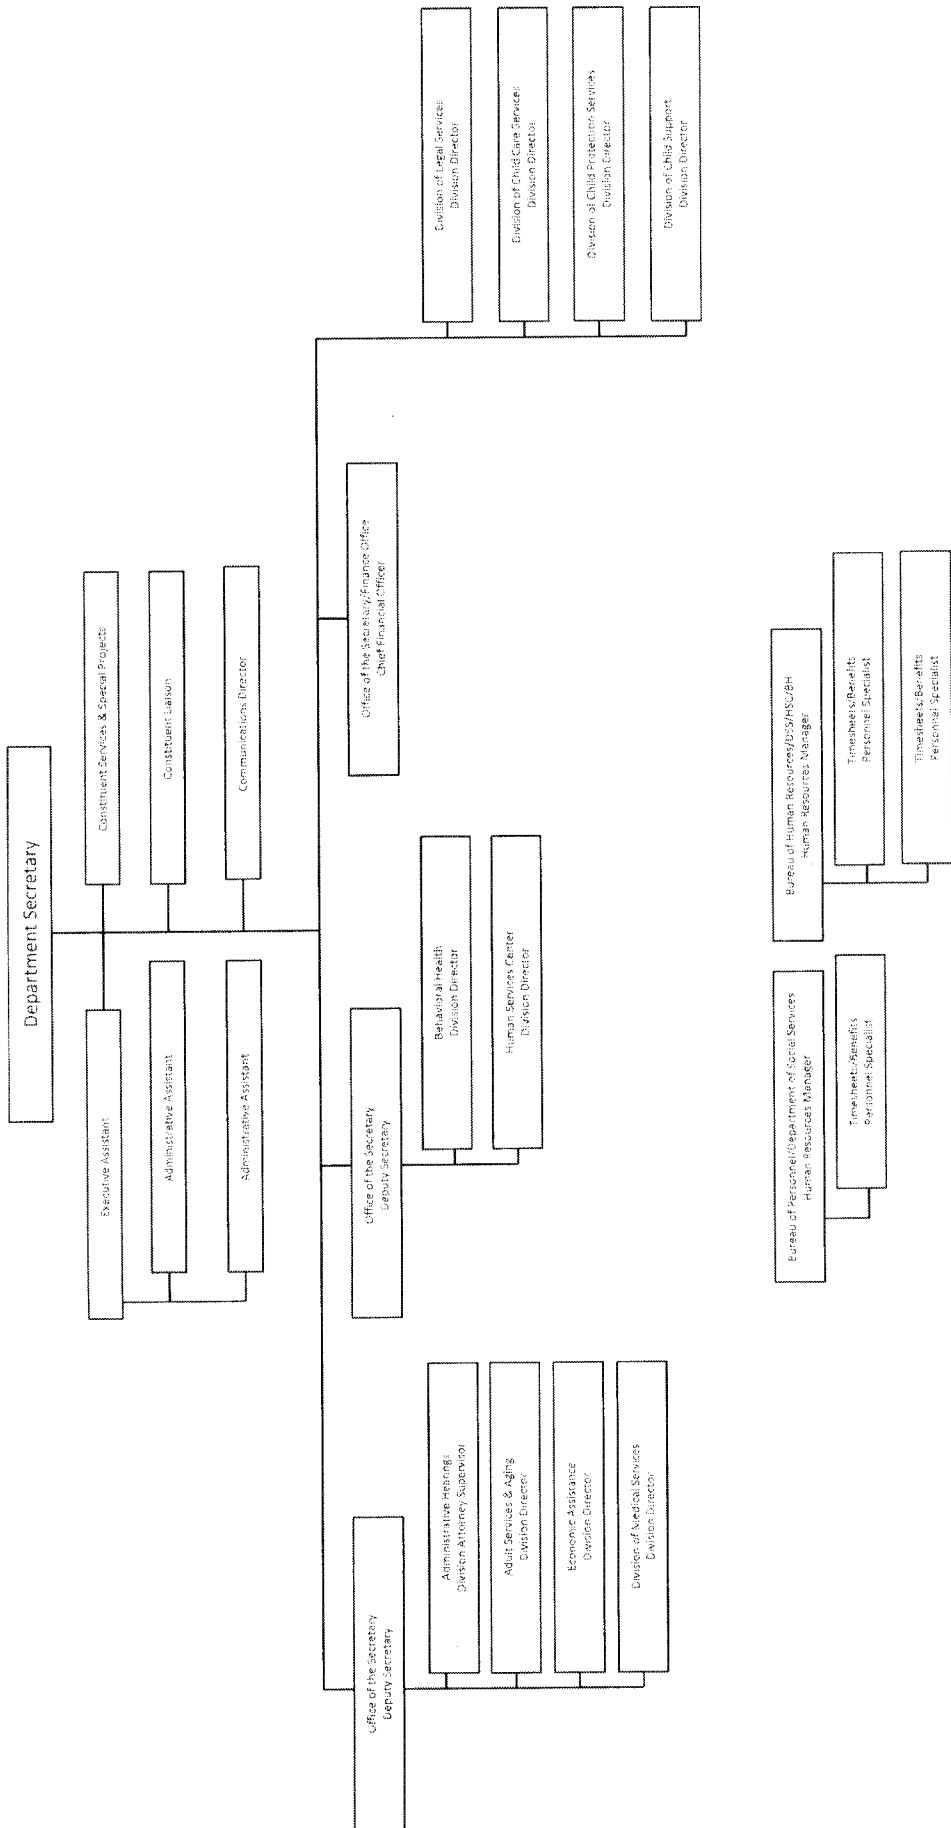 Department Secretary
Executive Assistant
Administrative Assistant
Administrative Assistant
Constituent Services & Special Projects
Constituent Liaison
Communications Director
Office of the Secretary
Deputy Secretary
Administrative Hearings
Division Attorney Supervisor
Adult Services & Aging
Division Director
Economic Assistance
Division Director
Division of Medical Services
Division Director
Office of the Secretary
Deputy Secretary
Behavioral Health
Division Director
Human Services Center
Division Director
Office of the Secretary/Finance Office
Chief Financial Officer
Division of Legal Services
Division Director
Division of Child Care Services
Division Director
Division of Child Protection Services
Division Director
Division of Child Support
Division Director
Bureau of Personnel/Department of Social Services
Human Resources Manager
Timesheets/Benefits
Personnel Specialist
Bureau of Human Resources/DSS/HSC/BH
Human Resources Manager
Timesheets/Benefits
Personnel Specialist
Timesheets/Benefits
Personnel Specialist